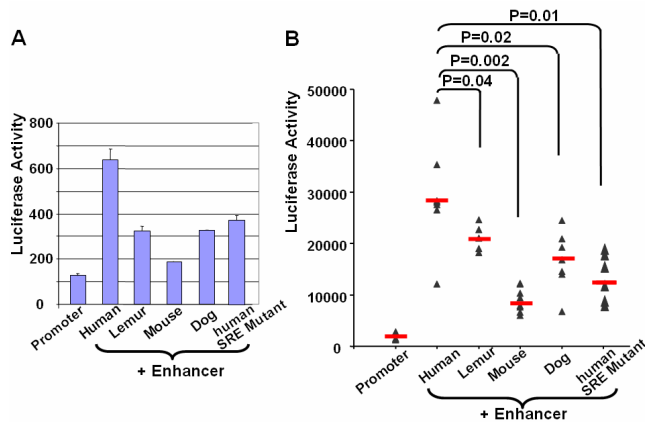 A
Luciferase Activity
800
600
400
200
0
Promoter
Human
Lemur
Mouse
Dog
human
SRE Mutant
+ Enhancer
B
P=0.01
P=0.02
P=0.002
P=0.04
Luciferase Activity
50000
40000
30000
20000
10000
0
Promoter
Human
Lemur
Mouse
Dog
human
SRE Mutant
+ Enhancer